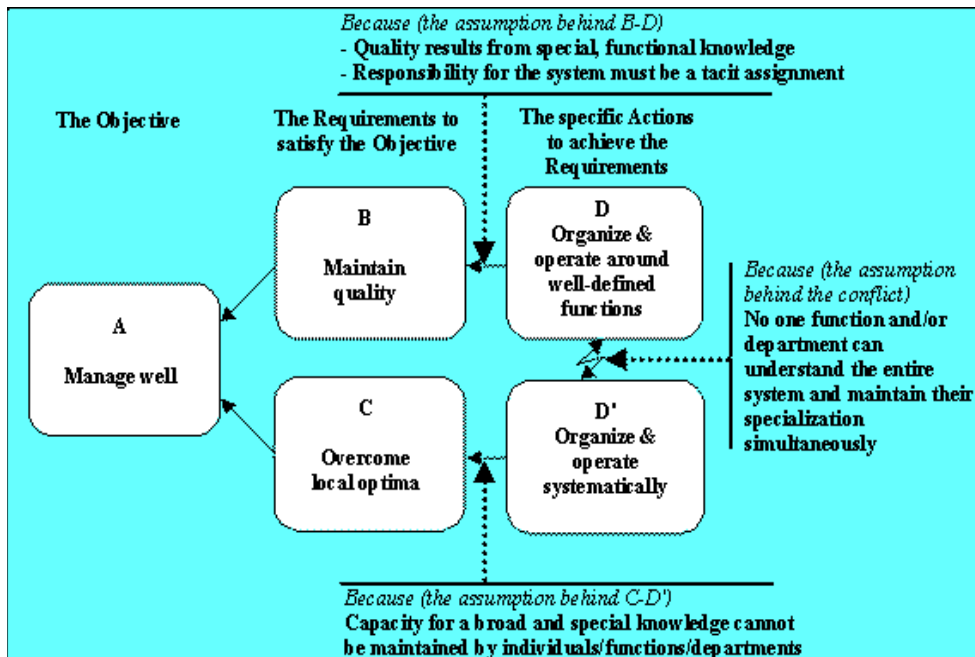 Because (the assumption behind B-D)
- Quality results from special, functional knowledge
- Responsibility for the system must be a tacit assignment
The Objective
The Requirements to
satisfy the Objective
The specific Actions
to achieve the
Requirements
B
Maintain
quality
D
Organize &
operate around
well-defined
functions
A
Manage well
Because (the assumption
behind the conflict)
No one function and/or
department can
understand the entire
system and maintain their
specialization
simultaneously
C
Overcome
local optima
D'
Organize &
operate
systematically
Because (the assumption behind C-D')
Capacity for a broad and special knowledge cannot
be maintained by individuals/functions/departments